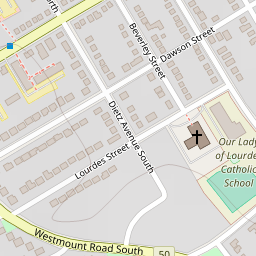 orth
Beverley Street
Dawson Street
Dietz Avenue South
Lourdes Street
Our Lady
of Lourdes
Catholic
School
Westmount Road South
50